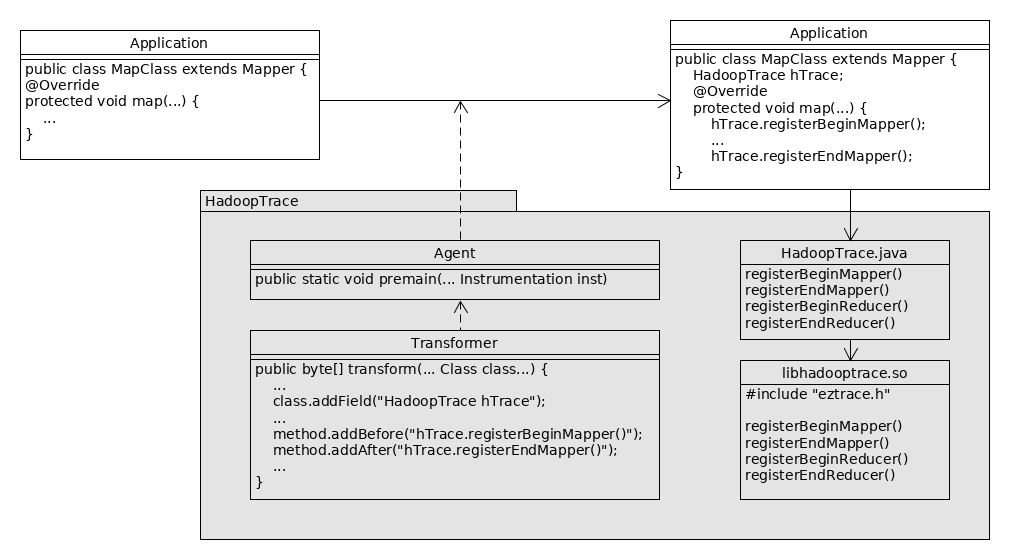 Application
public class MapClass extends Mapper {
@Override
protected void map(...) {
...
}
Application
public class MapClass extends Mapper {
HadoopTrace hTrace;
@Override
protected void map(...) {
hTrace.registerBeginMapper();
...
hTrace.registerEndMapper();
}
HadoopTrace
Agent
public static void premain(... Instrumentation inst)
Transformer
public byte[] transform(... Class class...) {
...
class.addField("HadoopTrace hTrace");
...
method.addBefore("hTrace.registerBeginMapper()");
method.addAfter("hTrace.registerEndMapper()");
...
}
HadoopTrace.java
registerBeginMapper()
registerEndMapper()
registerBeginReducer()
registerEndReducer()
libhadooptrace.so
#include "eztrace.h"
registerBeginMapper()
registerEndMapper()
registerBeginReducer()
registerEndReducer()